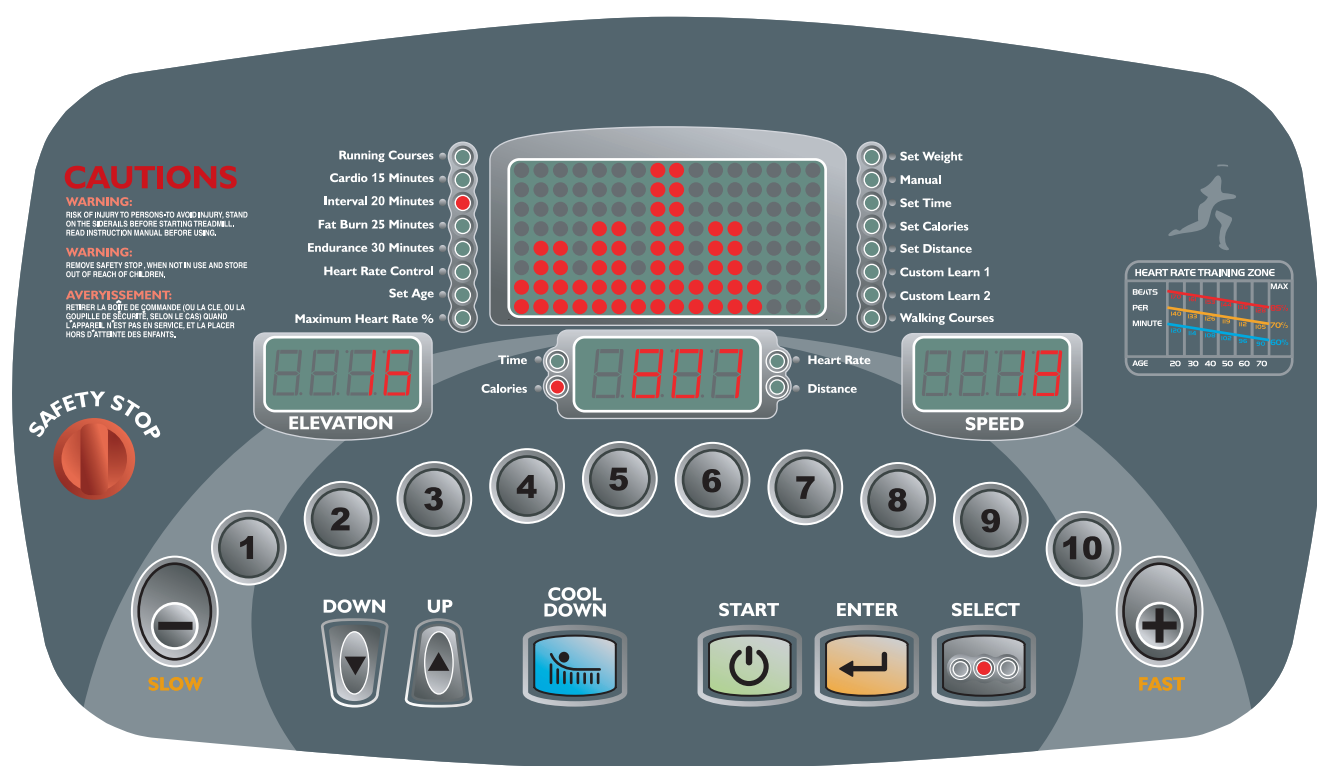 CAUTIONS
WARNING:
RISK OF INJURY TO PERSONS•TO AVOID INJURY, STAND
ON THE SIDERAILS BEFORE STARTING TREADMILL.
READ INSTRUCTION MANUAL BEFORE USING.
WARNING:
REMOVE SAFETY STOP, WHEN NOT IN USE AND STORE
OUT OF REACH OF CHILDREN,
AVERYISSEMENT:
RETIRER LA BOÎTE DE COMMANDE (OU LA CLE, OU LA
GOUPILLE DE SÉCURITÉ, SELON LE CAS) QUAND
L'APPAREIL N'EST PAS EN SERVICE, ET LA PLACER
HORS D'ATTEINTE DES ENFANTS.
SAFETY STOP
Running Courses
Cardio 15 Minutes
Interval 20 Minutes
Fat Burn 25 Minutes
Endurance 30 Minutes
Heart Rate Control
Set Age
Maximum Heart Rate %
Set Weight
Manual
Set Time
Set Calories
Set Distance
Custom Learn 1
Custom Learn 2
Walking Courses
HEART RATE TRAINING ZONE
MAX
BEATS
PER
140 133 126 119 112 105 70%
MINUTE
60%
AGE 20 30 40 50 60 70
16
ELEVATION
Time
Calories
807
Heart Rate
Distance
19
SPEED
1
2
3
4
5
6
7
8
9
10
SLOW
DOWN
UP
COOL
DOWN
START
ENTER
SELECT
FAST